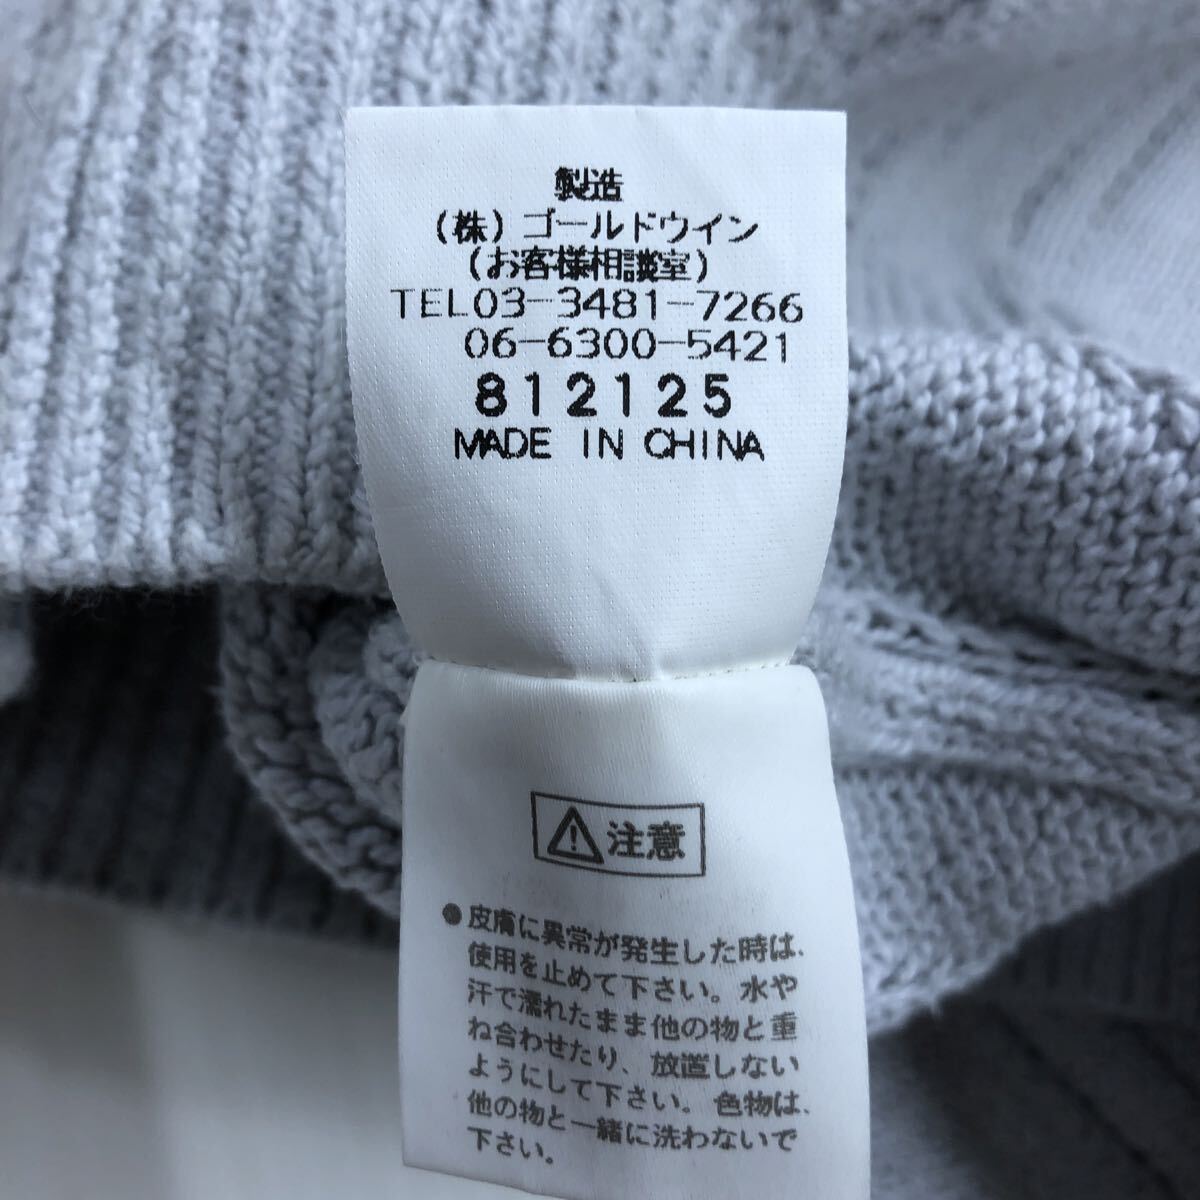 製造
(株)ゴールドウイン
(お客様相談室)
TEL03-3481-7266
06-6300-5421
812125
MADE IN CHINA
注意
●皮膚に異常が発生した時は、
使用を止めて下さい。水や
汗で濡れたまま他の物と重
ね合わせたり、放置しない
ようにして下さい。色物は、
他の物と一緒に洗わないで
下さい。